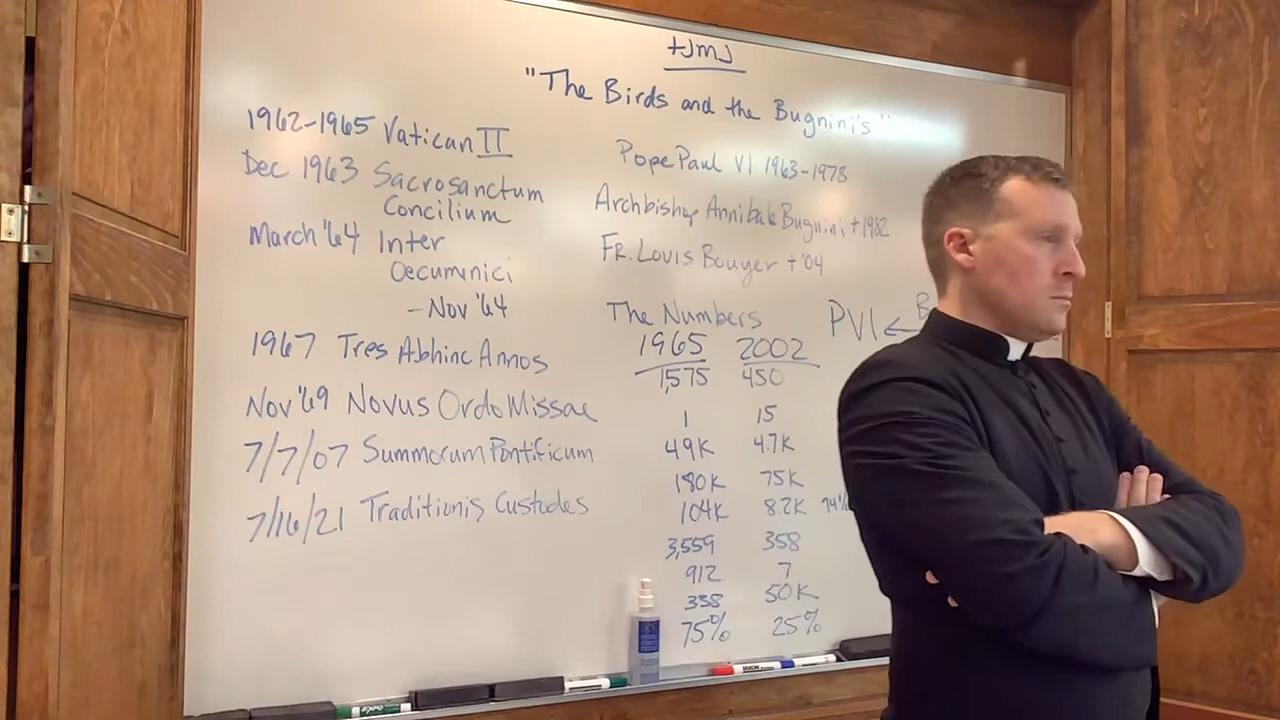 +JMJ
"The Birds and the Bugnini's"
1962-1965 Vatican II
Dec 1963 Sacrosanctum
Concilium
March '64 Inter
Oecumenici
- Nov '64
1967 Tres Abhinc Annos
Nov '69 Novus Ordo Missae
7/7/07 Summorum Pontificum
7/16/21 Traditionis Custodes
Pope Paul VI 1963-1978
Archbishop Annibale Bugnini +1982
Fr. Louis Bouyer +'04
The Numbers
PVI ← B
1965 2002
1,575 450
1 15
49K 4.7K
180K 75K
104K 8.2K 94%
3,559 358
912 7
338 50K
75% 25%